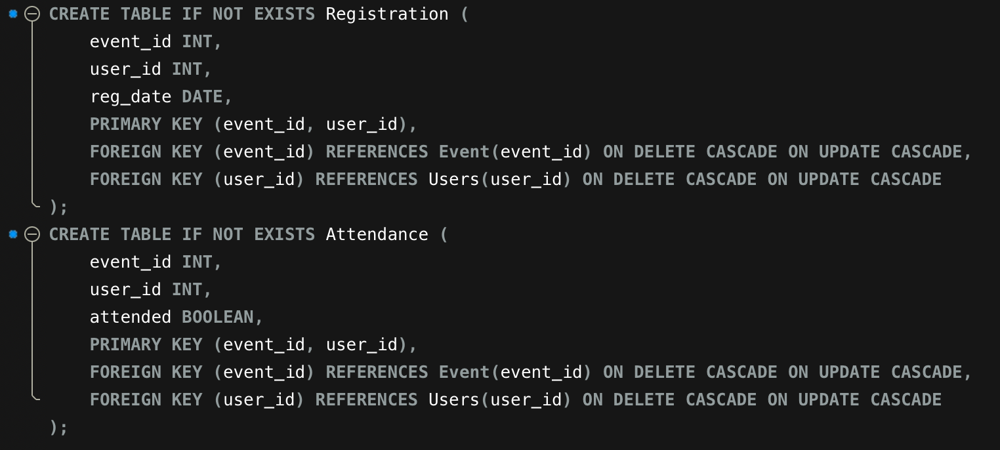 CREATE TABLE IF NOT EXISTS Registration (
    event_id INT,
    user_id INT,
    reg_date DATE,
    PRIMARY KEY (event_id, user_id),
    FOREIGN KEY (event_id) REFERENCES Event(event_id) ON DELETE CASCADE ON UPDATE CASCADE,
    FOREIGN KEY (user_id) REFERENCES Users(user_id) ON DELETE CASCADE ON UPDATE CASCADE
);
CREATE TABLE IF NOT EXISTS Attendance (
    event_id INT,
    user_id INT,
    attended BOOLEAN,
    PRIMARY KEY (event_id, user_id),
    FOREIGN KEY (event_id) REFERENCES Event(event_id) ON DELETE CASCADE ON UPDATE CASCADE,
    FOREIGN KEY (user_id) REFERENCES Users(user_id) ON DELETE CASCADE ON UPDATE CASCADE
);